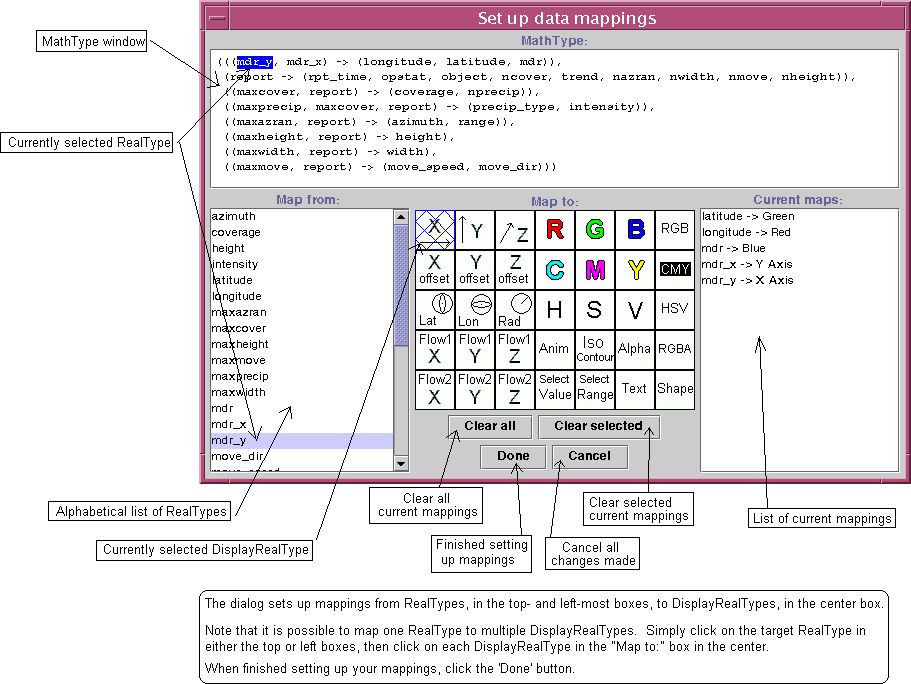 Set up data mappings
MathType:
MathType window
(((mdr_y, mdr_x) -> (longitude, latitude, mdr)),
(report -> (rpt_time, opstat, object, ncover, trend, nazran, nwidth, nmove, nheight)),
((maxcover, report) -> (coverage, nprecip)),
((maxprecip, maxcover, report) -> (precip_type, intensity)),
((maxazran, report) -> (azimuth, range)),
((maxheight, report) -> height),
((maxwidth, report) -> width),
((maxmove, report) -> (move_speed, move_dir)))
Currently selected RealType
Map from:
azimuth
coverage
height
intensity
latitude
longitude
maxazran
maxcover
maxheight
maxmove
maxprecip
maxwidth
mdr
mdr_x
mdr_y
move_dir
move_speed
Map to:
X Y Z R G B RGB
X offset Y offset Z offset C M Y CMY
Lat Lon Rad H S V HSV
Flow1 X Flow1 Y Flow1 Z Anim Iso Contour Alpha RGBA
Flow2 X Flow2 Y Flow2 Z Select Value Select Range Text Shape
Clear all Clear selected
Done Cancel
Current maps:
latitude -> Green
longitude -> Red
mdr -> Blue
mdr_x -> Y Axis
mdr_y -> X Axis
Alphabetical list of RealTypes
Currently selected DisplayRealType
Clear all
current mappings
Finished setting
up mappings
Cancel all
changes made
Clear selected
current mappings
List of current mappings
The dialog sets up mappings from RealTypes, in the top- and left-most boxes, to DisplayRealTypes, in the center box.
Note that it is possible to map one RealType to multiple DisplayRealTypes. Simply click on the target RealType in
either the top or left boxes, then click on each DisplayRealType in the "Map to:" box in the center.
When finished setting up your mappings, click the 'Done' button.